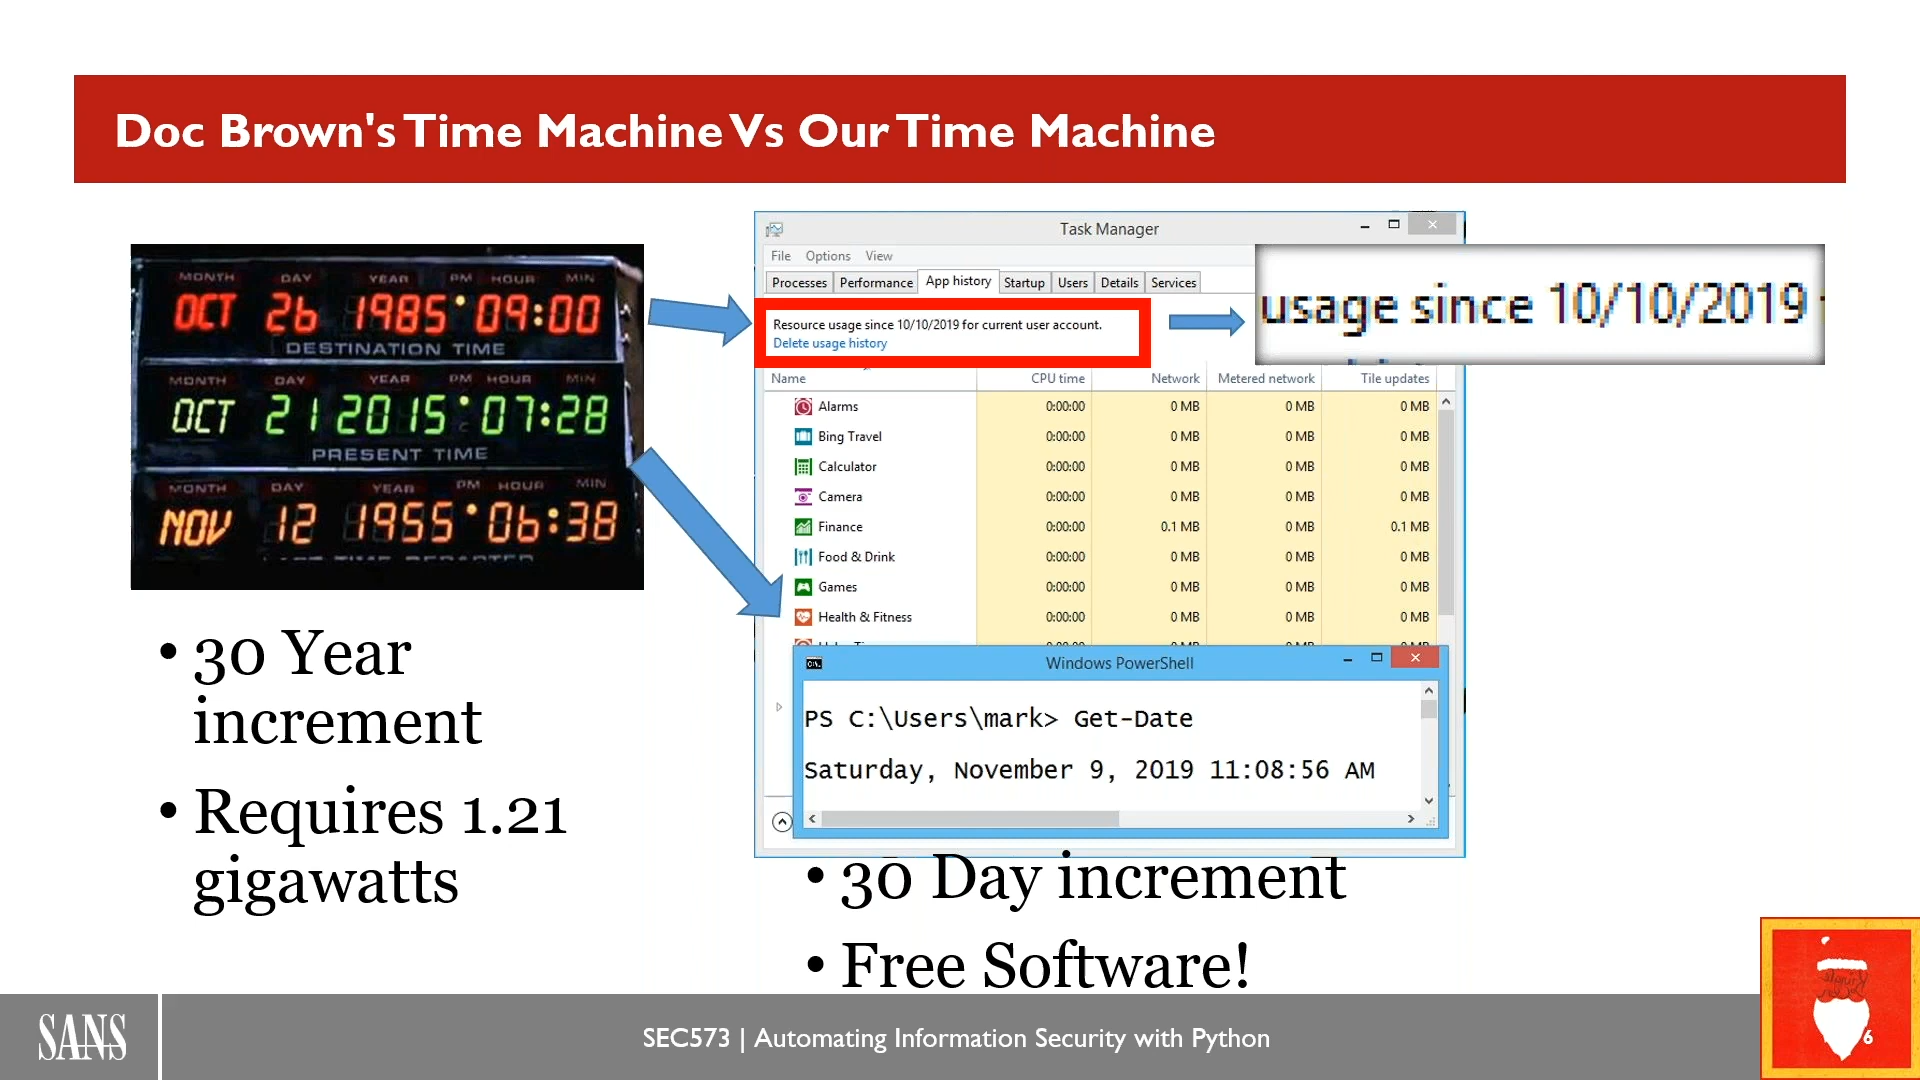 Doc Brown's Time Machine Vs Our Time Machine
MONTH DAY YEAR PM HOUR MIN
OCT 26 1985 09:00
DESTINATION TIME
MONTH DAY YEAR PM HOUR MIN
OCT 21 2015 07:28
PRESENT TIME
MONTH DAY YEAR PM HOUR MIN
NOV 12 1955 06:38
LAST TIME DEPARTED
• 30 Year
increment
• Requires 1.21
gigawatts
Task Manager
File Options View
Processes Performance App history Startup Users Details Services
Resource usage since 10/10/2019 for current user account.
Delete usage history
usage since 10/10/2019
Name CPU time Network Metered network Tile updates
Alarms 0:00:00 0 MB 0 MB 0 MB
Bing Travel 0:00:00 0 MB 0 MB 0 MB
Calculator 0:00:00 0 MB 0 MB 0 MB
Camera 0:00:00 0 MB 0 MB 0 MB
Finance 0:00:00 0.1 MB 0 MB 0.1 MB
Food & Drink 0:00:00 0 MB 0 MB 0 MB
Games 0:00:00 0 MB 0 MB 0 MB
Health & Fitness 0:00:00 0 MB 0 MB 0 MB
Windows PowerShell
PS C:\Users\mark> Get-Date
Saturday, November 9, 2019 11:08:56 AM
• 30 Day increment
• Free Software!
SANS
SEC573 | Automating Information Security with Python
6